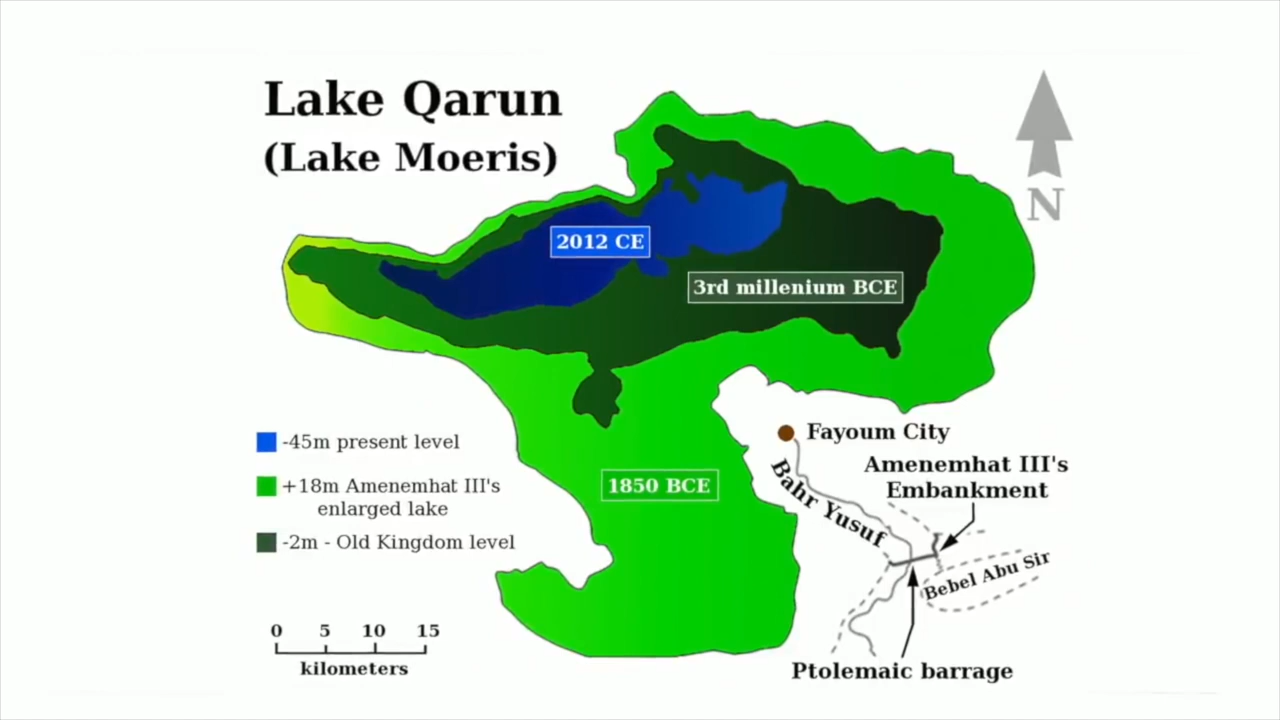 Lake Qarun
(Lake Moeris)
N
2012 CE
3rd millenium BCE
1850 BCE
-45m present level
+18m Amenemhat III's
enlarged lake
-2m - Old Kingdom level
0 5 10 15
kilometers
Fayoum City
Amenemhat III's
Embankment
Bahr Yusuf
Bebel Abu Sir
Ptolemaic barrage